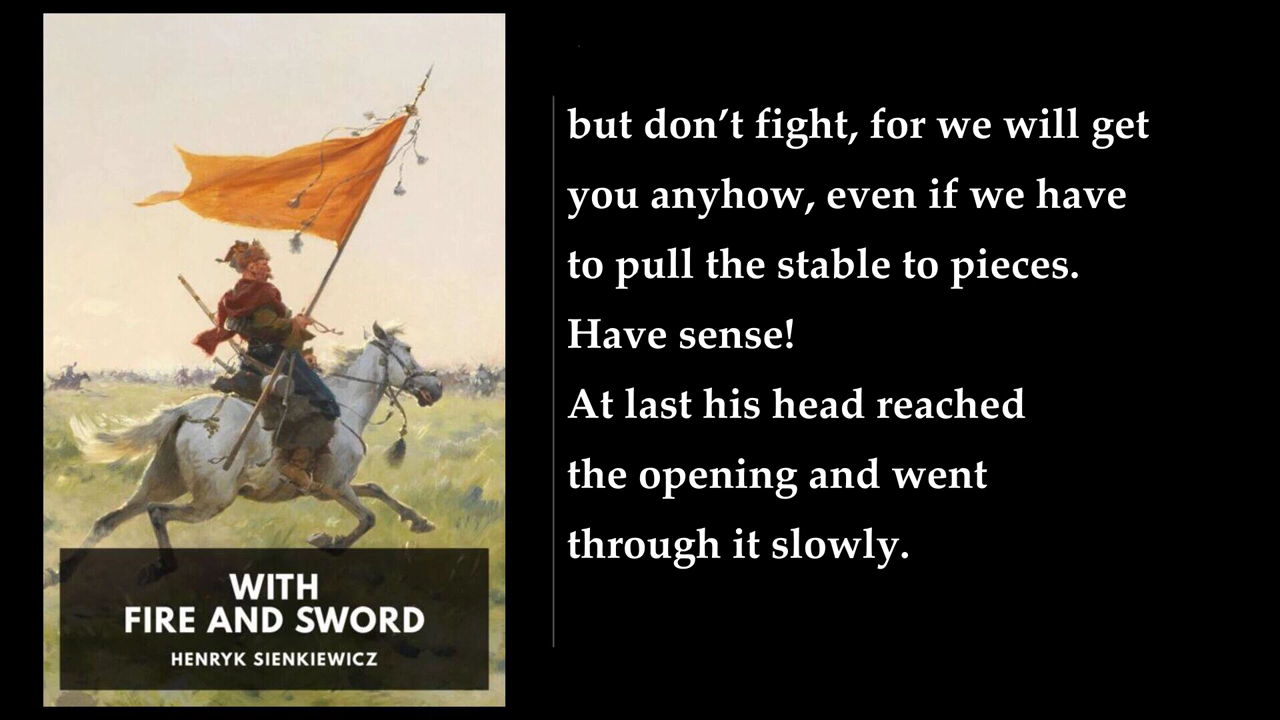 WITH
FIRE AND SWORD
HENRYK SIENKIEWICZ
but don’t fight, for we will get
you anyhow, even if we have
to pull the stable to pieces.
Have sense!
At last his head reached
the opening and went
through it slowly.